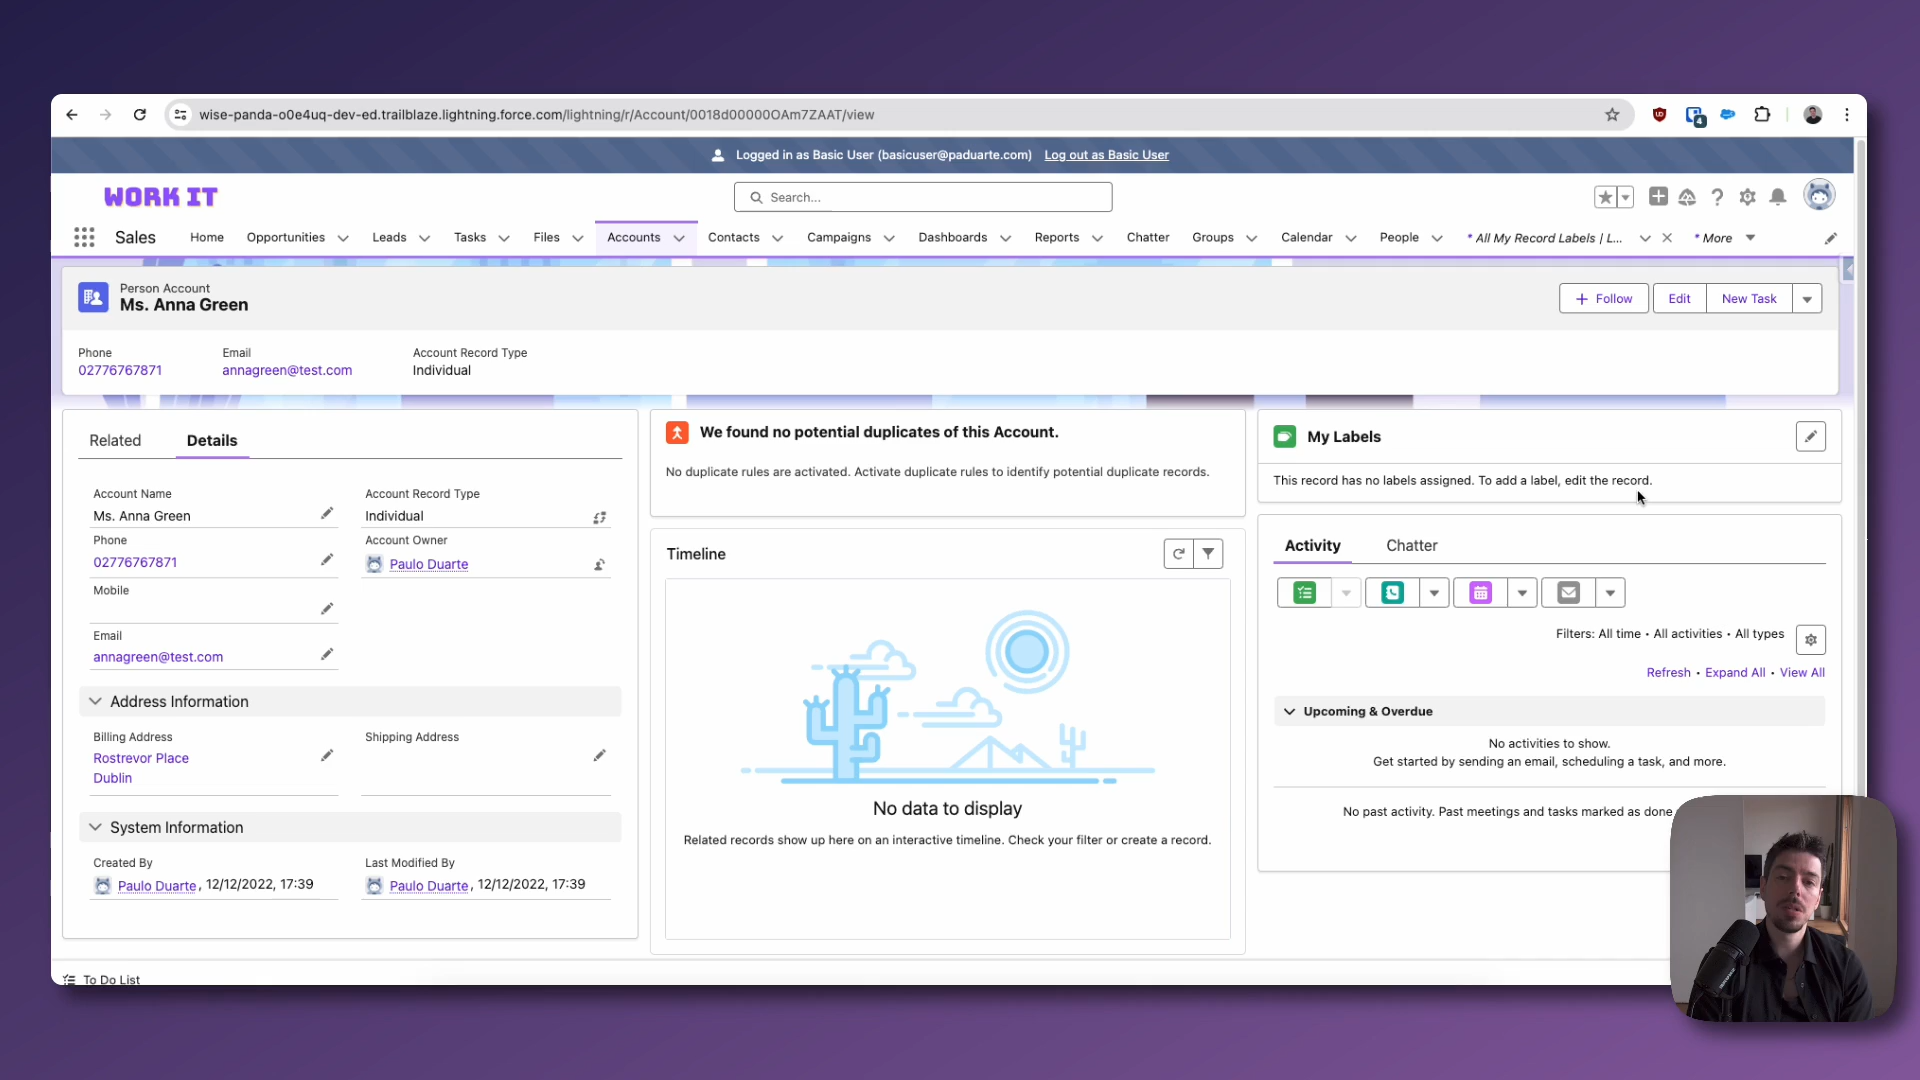 wise-panda-o0e4uq-dev-ed.trailblaze.lightning.force.com/lightning/r/Account/0018d00000OAm7ZAAT/view
4
Logged in as Basic User (basicuser@paduarte.com) Log out as Basic User
WORK IT
Search...
Sales Home Opportunities Leads Tasks Files Accounts Contacts Campaigns Dashboards Reports Chatter Groups Calendar People * All My Record Labels | L... * More
Person Account
Ms. Anna Green
+ Follow Edit New Task
Phone Email Account Record Type
02776767871 annagreen@test.com Individual
Related Details
Account Name Account Record Type
Ms. Anna Green Individual
Phone Account Owner
02776767871 Paulo Duarte
Mobile
Email
annagreen@test.com
Address Information
Billing Address Shipping Address
Rostrevor Place
Dublin
System Information
Created By Last Modified By
Paulo Duarte, 12/12/2022, 17:39 Paulo Duarte, 12/12/2022, 17:39
We found no potential duplicates of this Account.
No duplicate rules are activated. Activate duplicate rules to identify potential duplicate records.
Timeline
No data to display
Related records show up here on an interactive timeline. Check your filter or create a record.
My Labels
This record has no labels assigned. To add a label, edit the record.
Activity Chatter
Filters: All time • All activities • All types
Refresh • Expand All • View All
Upcoming & Overdue
No activities to show.
Get started by sending an email, scheduling a task, and more.
No past activity. Past meetings and tasks marked as done
To Do List